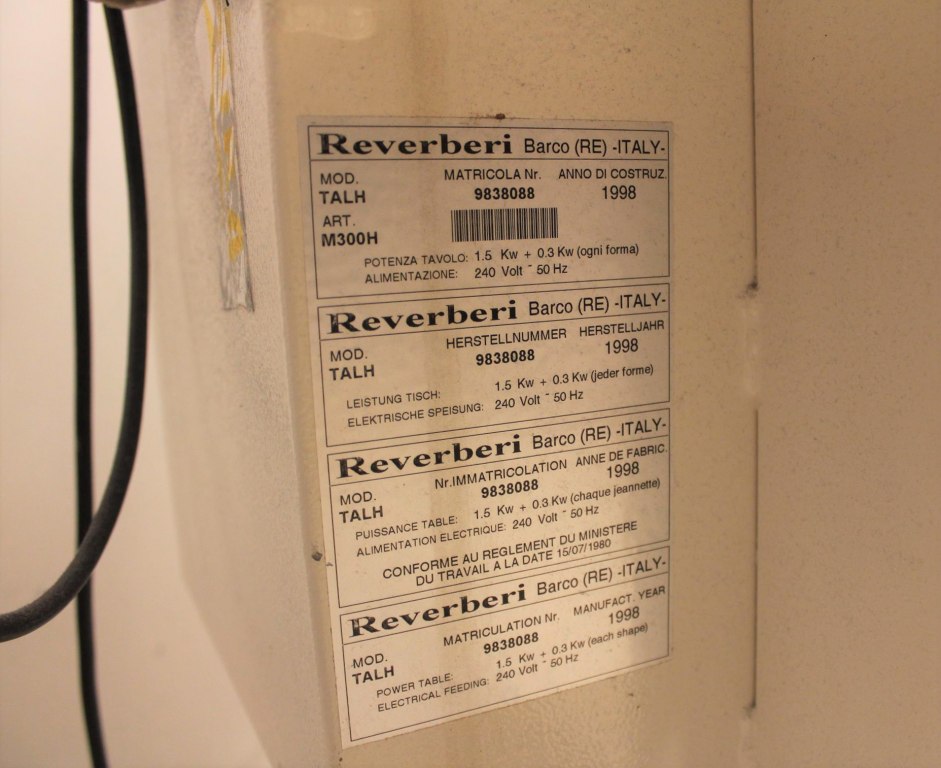 Reverberi Barco (RE) -ITALY-
MOD. MATRICOLA Nr. ANNO DI COSTRUZ.
TALH 9838088 1998
ART.
M300H
POTENZA TAVOLO: 1.5 Kw + 0.3 Kw (ogni forma)
ALIMENTAZIONE: 240 Volt ~ 50 Hz
Reverberi Barco (RE) -ITALY-
MOD. HERSTELLNUMMER HERSTELLJAHR
TALH 9838088 1998
LEISTUNG TISCH: 1.5 Kw + 0.3 Kw (jeder forme)
ELEKTRISCHE SPEISUNG: 240 Volt ~ 50 Hz
Reverberi Barco (RE) -ITALY-
MOD. Nr.IMMATRICOLATION ANNE DE FABRIC.
TALH 9838088 1998
PUISSANCE TABLE: 1.5 Kw + 0.3 Kw (chaque jeannette)
ALIMENTATION ELECTRIQUE: 240 Volt ~ 50 Hz
CONFORME AU REGLEMENT DU MINISTERE
DU TRAVAIL A LA DATE 15/07/1980
Reverberi Barco (RE) -ITALY-
MOD. MATRICULATION Nr. MANUFACT. YEAR
TALH 9838088 1998
POWER TABLE: 1.5 Kw + 0.3 Kw (each shape)
ELECTRICAL FEEDING: 240 Volt ~ 50 Hz